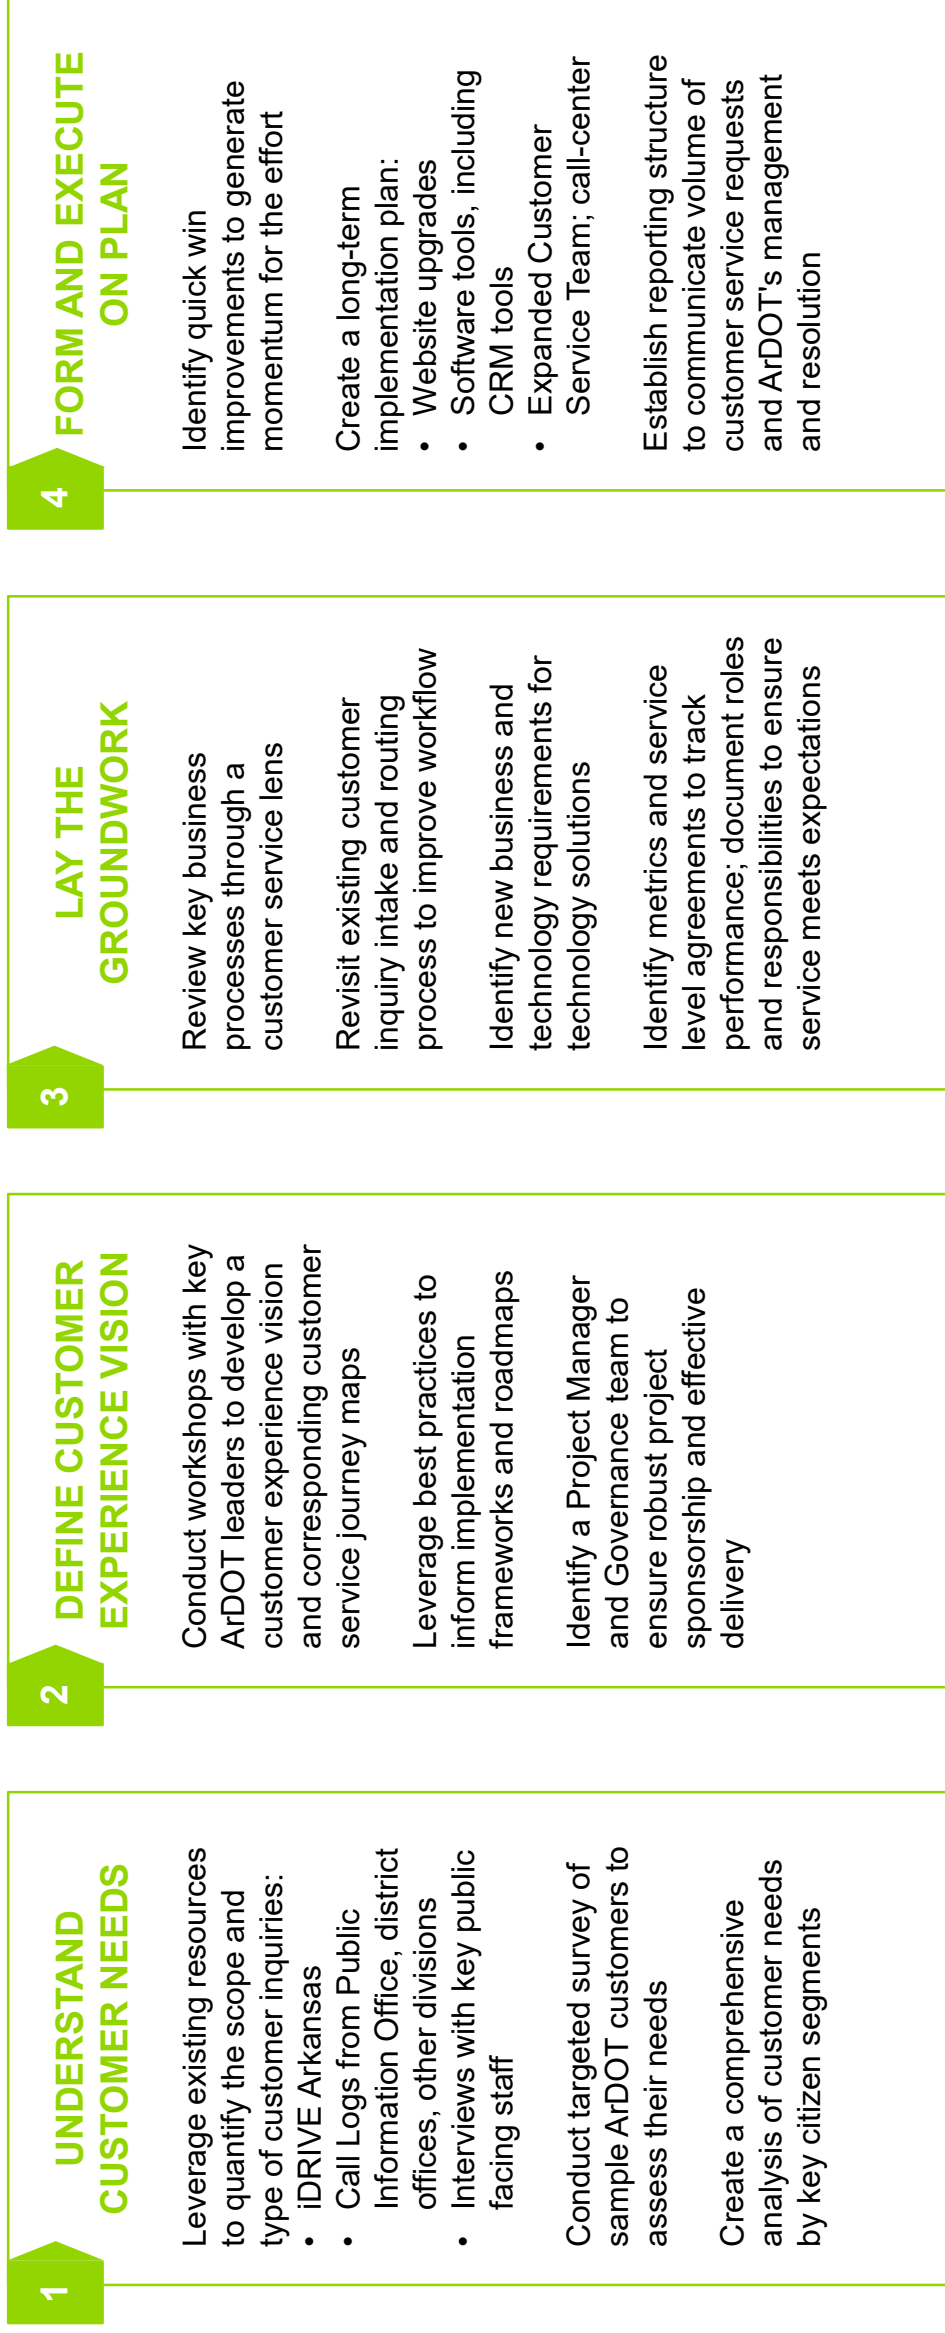 1
UNDERSTAND
CUSTOMER NEEDS
Leverage existing resources
to quantify the scope and
type of customer inquiries:
• iDRIVE Arkansas
• Call Logs from Public
Information Office, district
offices, other divisions
• Interviews with key public
facing staff
Conduct targeted survey of
sample ArDOT customers to
assess their needs
Create a comprehensive
analysis of customer needs
by key citizen segments
2
DEFINE CUSTOMER
EXPERIENCE VISION
Conduct workshops with key
ArDOT leaders to develop a
customer experience vision
and corresponding customer
service journey maps
Leverage best practices to
inform implementation
frameworks and roadmaps
Identify a Project Manager
and Governance team to
ensure robust project
sponsorship and effective
delivery
3
LAY THE
GROUNDWORK
Review key business
processes through a
customer service lens
Revisit existing customer
inquiry intake and routing
process to improve workflow
Identify new business and
technology requirements for
technology solutions
Identify metrics and service
level agreements to track
performance; document roles
and responsibilities to ensure
service meets expectations
4
FORM AND EXECUTE
ON PLAN
Identify quick win
improvements to generate
momentum for the effort
Create a long-term
implementation plan:
• Website upgrades
• Software tools, including
CRM tools
• Expanded Customer
Service Team; call-center
Establish reporting structure
to communicate volume of
customer service requests
and ArDOT's management
and resolution